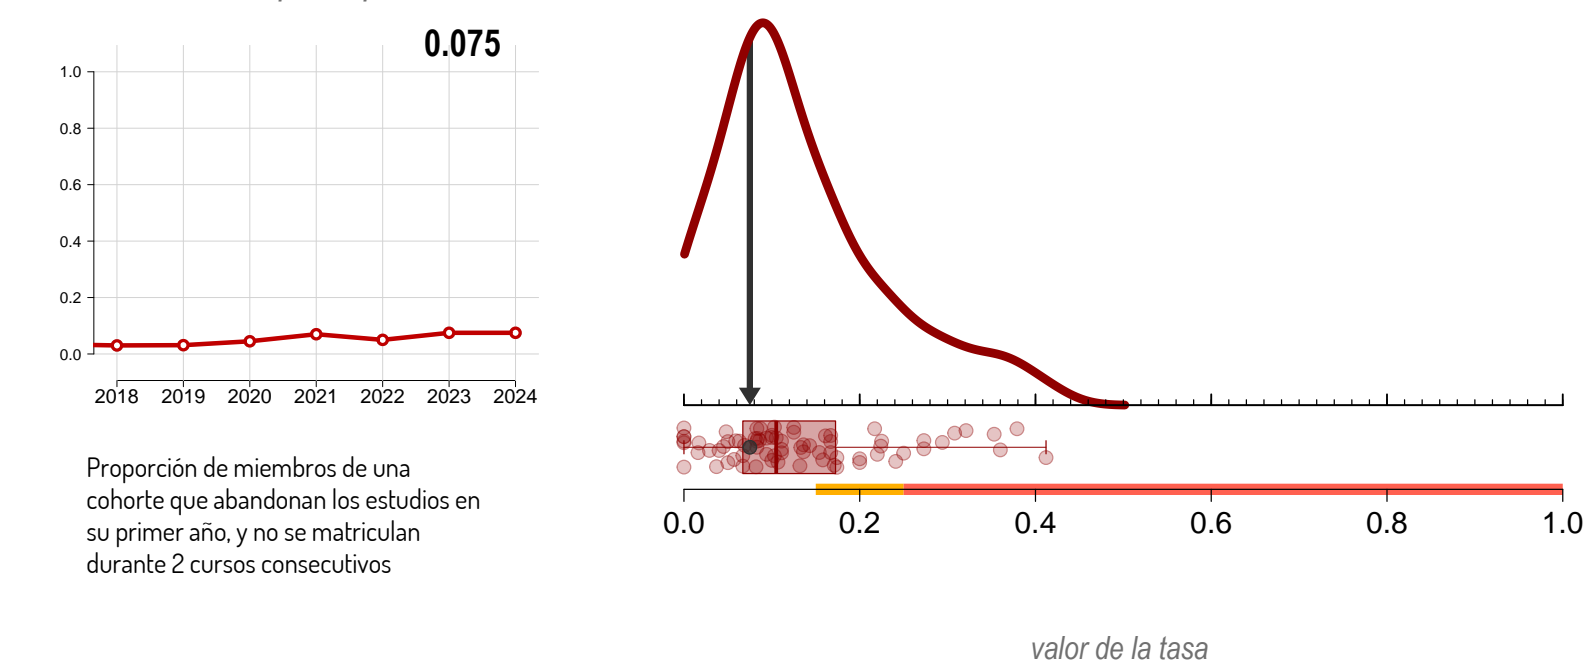 0.075
1.0
0.8
0.6
0.4
0.2
0.0
2018 2019 2020 2021 2022 2023 2024
Proporción de miembros de una
cohorte que abandonan los estudios en
su primer año, y no se matriculan
durante 2 cursos consecutivos
0.0 0.2 0.4 0.6 0.8 1.0
valor de la tasa